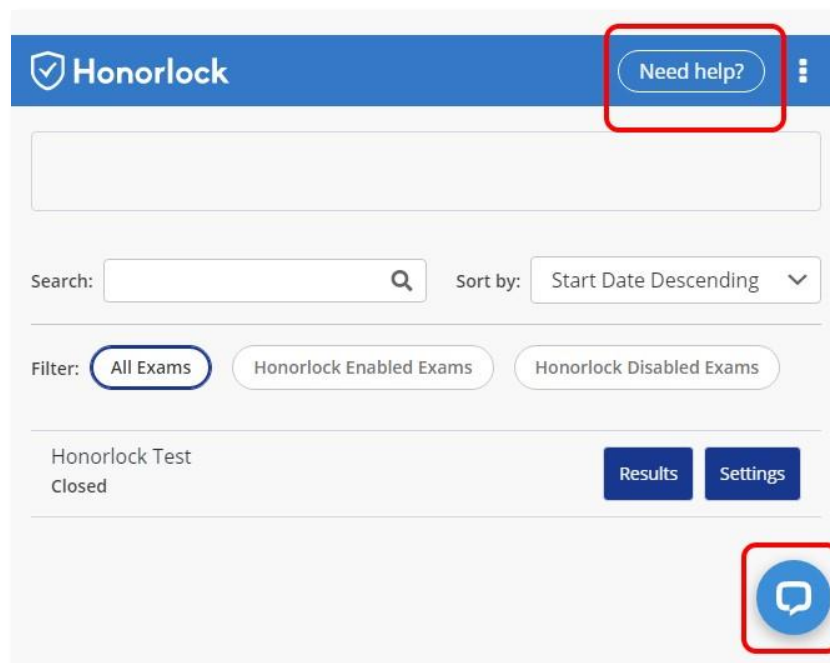 Honorlock
Need help?
Search:
Sort by: Start Date Descending
Filter: All Exams Honorlock Enabled Exams Honorlock Disabled Exams
Honorlock Test
Closed
Results Settings